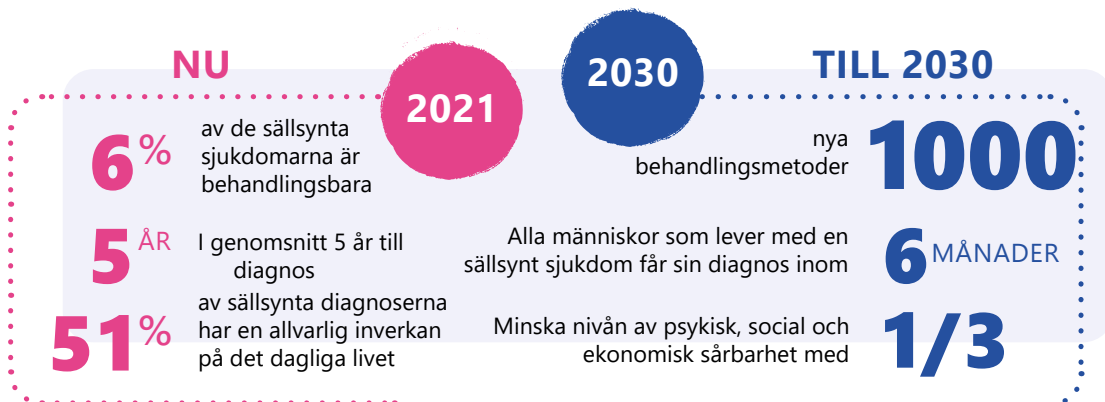 NU
2021
6%
av de sällsynta
sjukdomarna är
behandlingsbara
5 ÅR
I genomsnitt 5 år till
diagnos
51%
av sällsynta diagnoserna
har en allvarlig inverkan
på det dagliga livet
2030
TILL 2030
nya
behandlingsmetoder
1000
Alla människor som lever med en
sällsynt sjukdom får sin diagnos inom
6 MÅNADER
Minska nivån av psykisk, social och
ekonomisk sårbarhet med
1/3